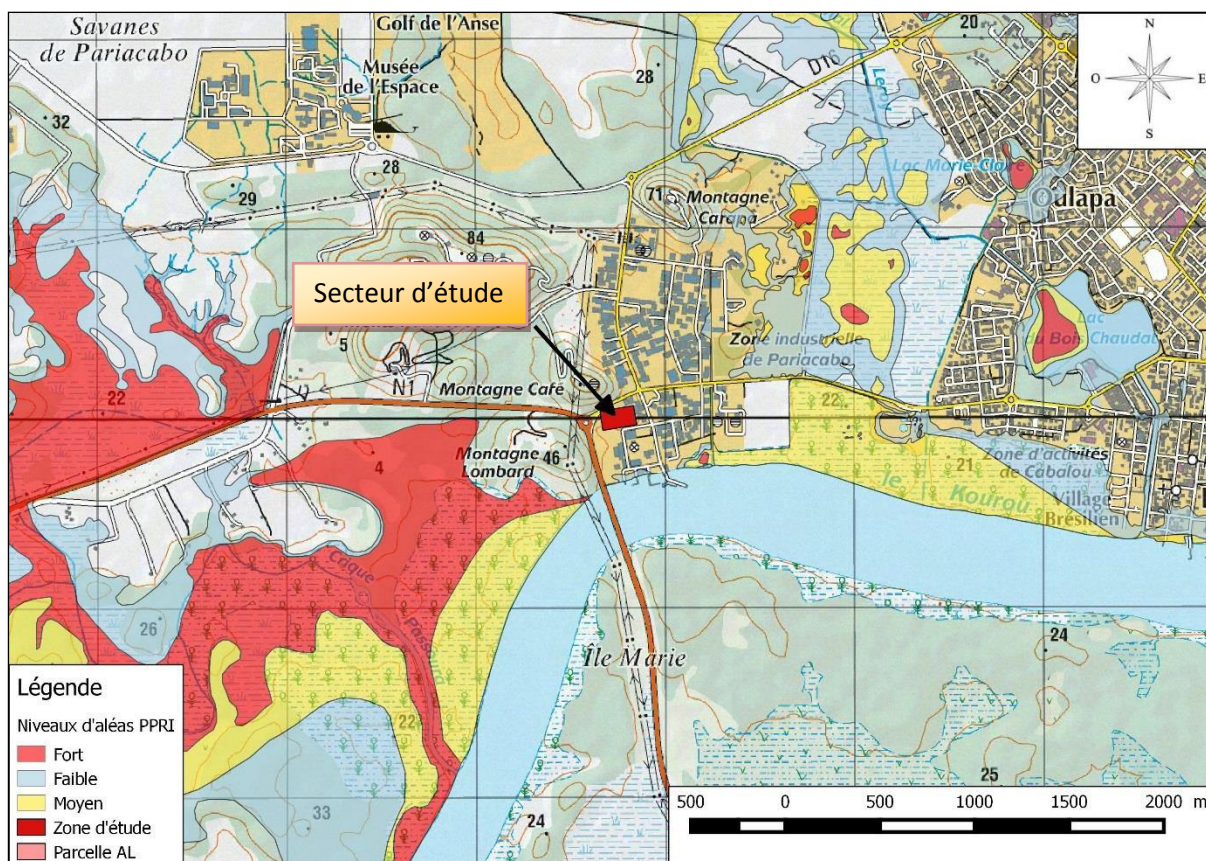 Savanes
de Pariacabo
Golf de l'Anse
Musée
de l'Espace
N
O
E
S
20
28
D16
32
28
29
Lac Marie-Claire
71
Montagne
Carapa
Oulapa
84
Secteur d'étude
5
Zone industrielle
de Pariacabo
Lac
du Bois Chaudat
N1
Montagne Café
22
22
4
Montagne
Lombard
46
21
Zone d'activités
de Cabalou
le Kourou
Village
Brésilien
Crique
26
Île Marie
24
22
33
24
25
Légende
Niveaux d'aléas PPRI
Fort
Faible
Moyen
Zone d'étude
Parcelle AL
500 0 500 1000 1500 2000 m